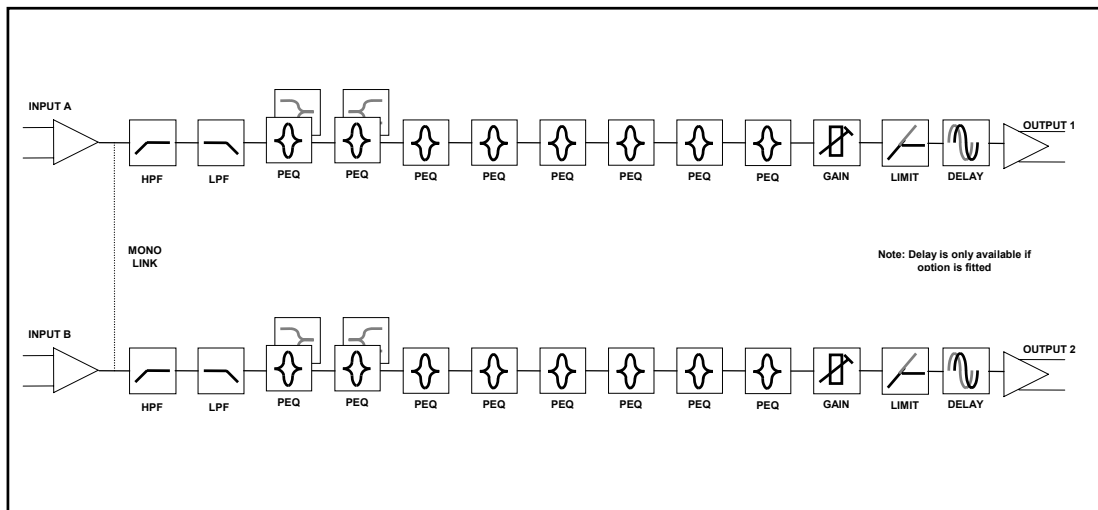 INPUT A
OUTPUT 1
HPF LPF PEQ PEQ PEQ PEQ PEQ PEQ PEQ PEQ GAIN LIMIT DELAY
MONO
LINK
Note: Delay is only available if
option is fitted
INPUT B
OUTPUT 2
HPF LPF PEQ PEQ PEQ PEQ PEQ PEQ PEQ PEQ GAIN LIMIT DELAY